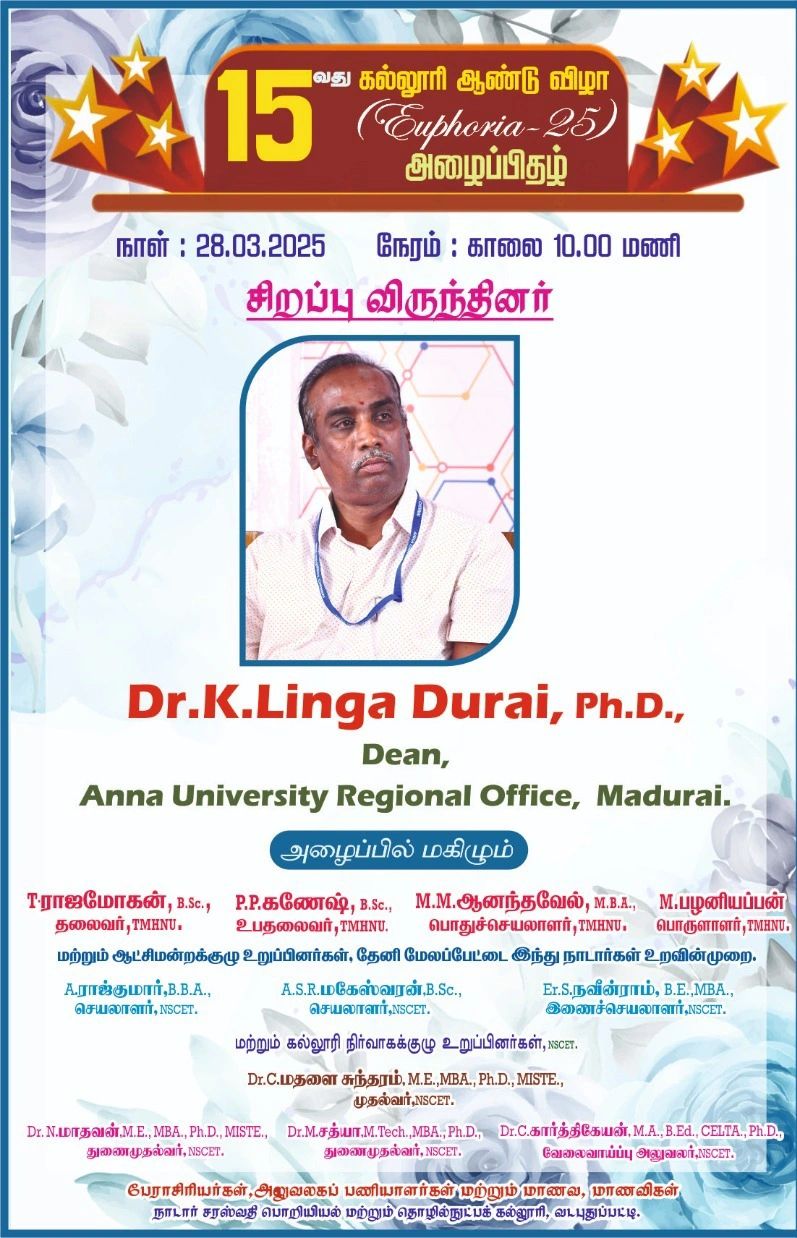 15வது கல்லூரி ஆண்டு விழா
(Euphoria-25)
அழைப்பிதழ்
நாள் : 28.03.2025 நேரம் : காலை 10.00 மணி
சிறப்பு விருந்தினர்
Dr.K.Linga Durai, Ph.D.,
Dean,
Anna University Regional Office, Madurai.
அழைப்பில் மகிழும்
T.ராஜமோகன், B.Sc., P.P.கணேஷ், B.Sc., M.M.ஆனந்தவேல், M.B.A., M.பழனியப்பன்
தலைவர்,TMHNU. உபதலைவர்,TMHNU. பொதுச்செயலாளர்,TMHNU. பொருளாளர்,TMHNU.
மற்றும் ஆட்சிமன்றக்குழு உறுப்பினர்கள், தேனி மேலப்பேட்டை இந்து நாடார்கள் உறவின்முறை.
A.ராஜ்குமார்,B.B.A., A.S.R.மகேஸ்வரன்,B.Sc., Er.S.நவீன்ராம், B.E.,MBA.,
செயலாளர்,NSCET. செயலாளர்,NSCET. இணைச்செயலாளர்,NSCET.
மற்றும் கல்லூரி நிர்வாகக்குழு உறுப்பினர்கள்,NSCET.
Dr.C.மதளை சுந்தரம், M.E.,MBA., Ph.D., MISTE.,
முதல்வர்,NSCET.
Dr.N.மாதவன்,M.E., MBA., Ph.D., MISTE., Dr.M.சத்யா,M.Tech.,MBA., Ph.D., Dr.C.கார்த்திகேயன், M.A., B.Ed., CELTA., Ph.D.,
துணைமுதல்வர், NSCET. துணைமுதல்வர், NSCET. வேலைவாய்ப்பு அலுவலர்,NSCET.
பேராசிரியர்கள்,அலுவலகப் பணியாளர்கள் மற்றும் மாணவ, மாணவிகள்
நாடார் சரஸ்வதி பொறியியல் மற்றும் தொழில்நுட்பக் கல்லூரி, வடபுதுப்பட்டி.